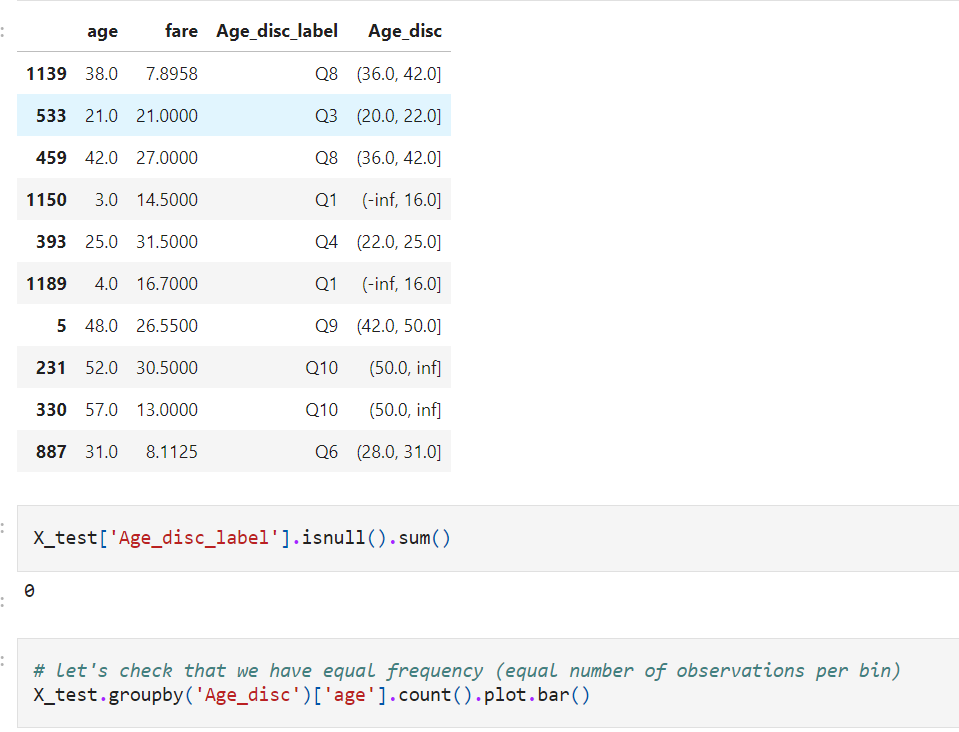 age fare Age_disc_label Age_disc
1139 38.0 7.8958 Q8 (36.0, 42.0]
533 21.0 21.0000 Q3 (20.0, 22.0]
459 42.0 27.0000 Q8 (36.0, 42.0]
1150 3.0 14.5000 Q1 (-inf, 16.0]
393 25.0 31.5000 Q4 (22.0, 25.0]
1189 4.0 16.7000 Q1 (-inf, 16.0]
5 48.0 26.5500 Q9 (42.0, 50.0]
231 52.0 30.5000 Q10 (50.0, inf]
330 57.0 13.0000 Q10 (50.0, inf]
887 31.0 8.1125 Q6 (28.0, 31.0]
X_test['Age_disc_label'].isnull().sum()
0
# let's check that we have equal frequency (equal number of observations per bin)
X_test.groupby('Age_disc')['age'].count().plot.bar()